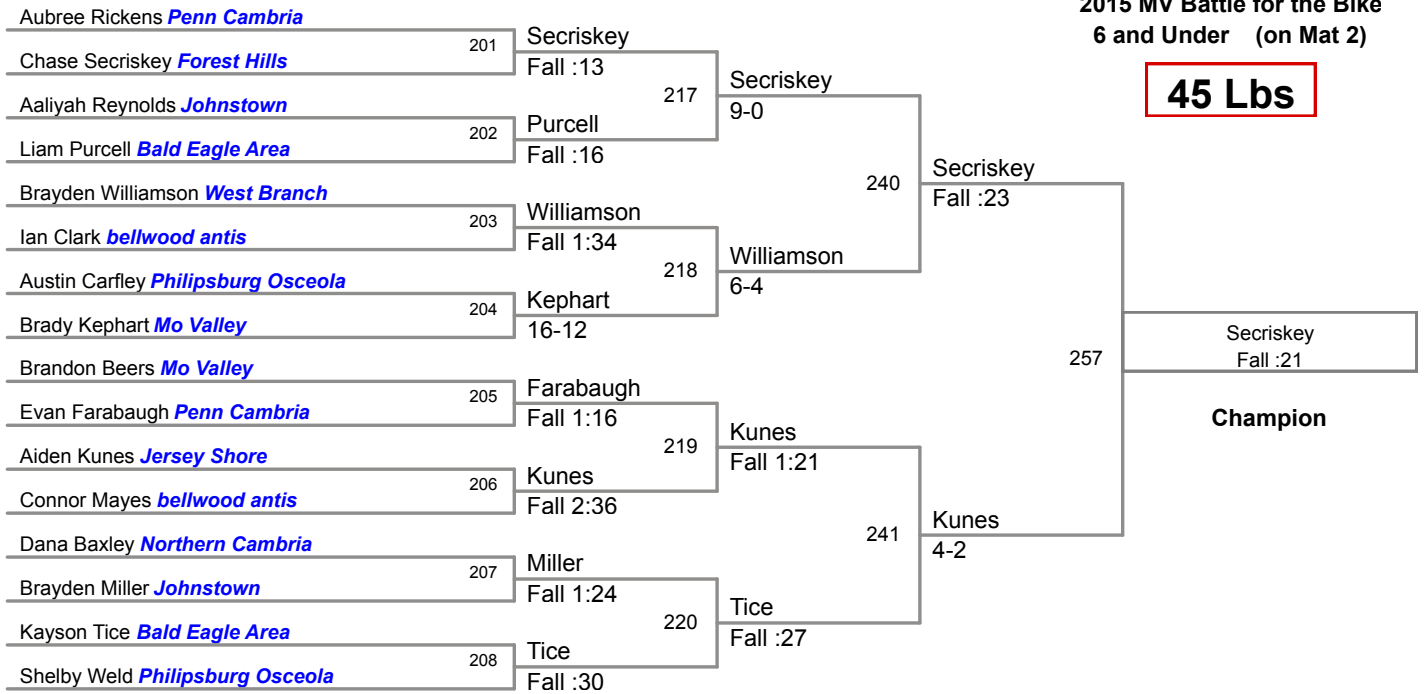 2015 MV Battle for the Bike
6 and Under (on Mat 2)
45 Lbs
Aubree Rickens Penn Cambria
201
Chase Secriskey Forest Hills
Secriskey
Fall :13
Aaliyah Reynolds Johnstown
202
Liam Purcell Bald Eagle Area
Purcell
Fall :16
217
Secriskey
9-0
Brayden Williamson West Branch
203
Ian Clark bellwood antis
Williamson
Fall 1:34
Austin Carfley Philipsburg Osceola
204
Brady Kephart Mo Valley
Kephart
16-12
218
Williamson
6-4
240
Secriskey
Fall :23
Brandon Beers Mo Valley
205
Evan Farabaugh Penn Cambria
Farabaugh
Fall 1:16
Aiden Kunes Jersey Shore
206
Connor Mayes bellwood antis
Kunes
Fall 2:36
219
Kunes
Fall 1:21
Dana Baxley Northern Cambria
207
Brayden Miller Johnstown
Miller
Fall 1:24
Kayson Tice Bald Eagle Area
208
Shelby Weld Philipsburg Osceola
Tice
Fall :30
220
Tice
Fall :27
241
Kunes
4-2
257
Secriskey
Fall :21
Champion